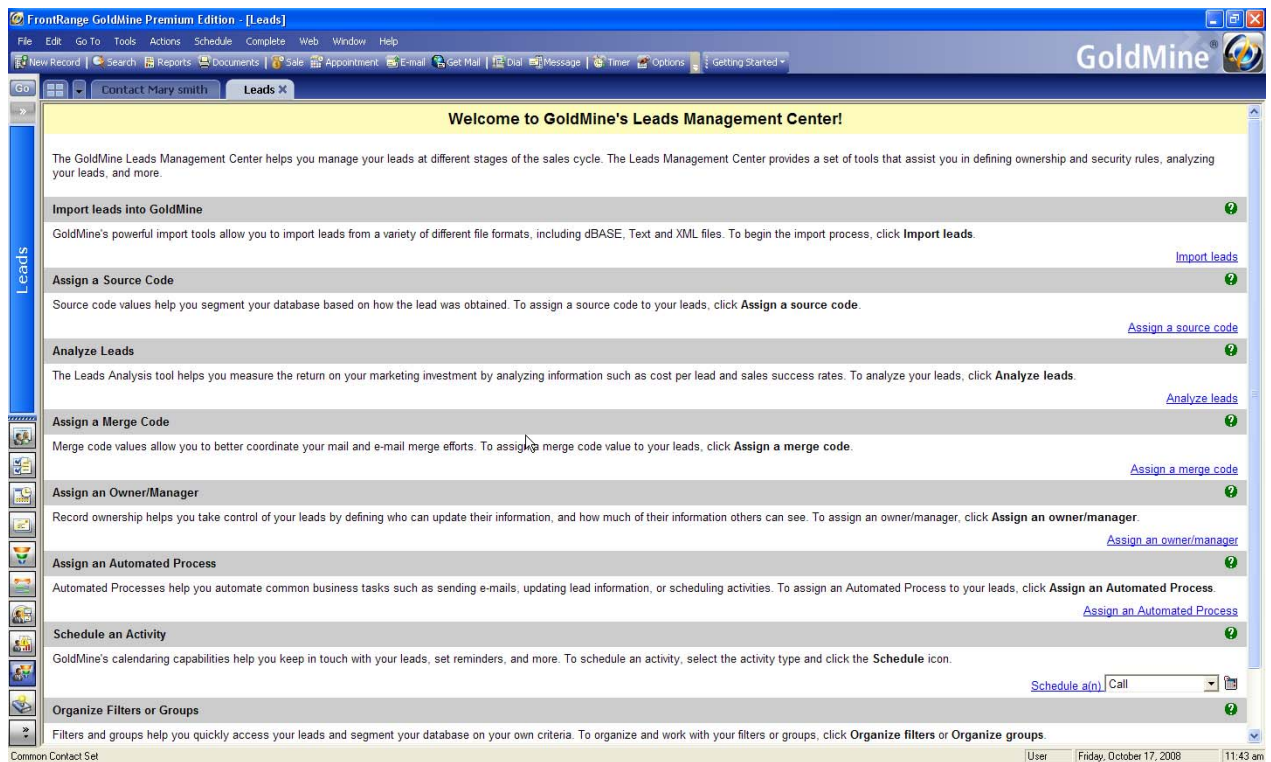 FrontRange GoldMine Premium Edition - [Leads]
File Edit Go To Tools Actions Schedule Complete Web Window Help
New Record Search Reports Documents Sale Appointment E-mail Get Mail Dial Message Timer Options Getting Started
GoldMine®
Go Contact Mary smith Leads
Leads
Welcome to GoldMine's Leads Management Center!
The GoldMine Leads Management Center helps you manage your leads at different stages of the sales cycle. The Leads Management Center provides a set of tools that assist you in defining ownership and security rules, analyzing
your leads, and more.
Import leads into GoldMine
GoldMine's powerful import tools allow you to import leads from a variety of different file formats, including dBASE, Text and XML files. To begin the import process, click Import leads.
Import leads
Assign a Source Code
Source code values help you segment your database based on how the lead was obtained. To assign a source code to your leads, click Assign a source code.
Assign a source code
Analyze Leads
The Leads Analysis tool helps you measure the return on your marketing investment by analyzing information such as cost per lead and sales success rates. To analyze your leads, click Analyze leads.
Analyze leads
Assign a Merge Code
Merge code values allow you to better coordinate your mail and e-mail merge efforts. To assign a merge code value to your leads, click Assign a merge code.
Assign a merge code
Assign an Owner/Manager
Record ownership helps you take control of your leads by defining who can update their information, and how much of their information others can see. To assign an owner/manager, click Assign an owner/manager.
Assign an owner/manager
Assign an Automated Process
Automated Processes help you automate common business tasks such as sending e-mails, updating lead information, or scheduling activities. To assign an Automated Process to your leads, click Assign an Automated Process.
Assign an Automated Process
Schedule an Activity
GoldMine's calendaring capabilities help you keep in touch with your leads, set reminders, and more. To schedule an activity, select the activity type and click the Schedule icon.
Schedule a(n) Call
Organize Filters or Groups
Filters and groups help you quickly access your leads and segment your database on your own criteria. To organize and work with your filters or groups, click Organize filters or Organize groups.
Common Contact Set User Friday, October 17, 2008 11:43 am